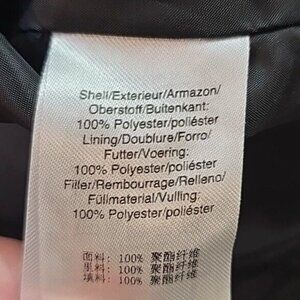 Shell/Exterieur/Armazon/
Oberstoff/Buitenkant:
100% Polyester/poliéster
Lining/Doublure/Forro/
Futter/Voering:
100% Polyester/poliéster
Filler/Rembourrage/Relleno/
Füllmaterial/Vulling:
100% Polyester/poliéster
面料: 100% 聚酯纤维
里料: 100% 聚酯纤维
填料: 100% 聚酯纤维